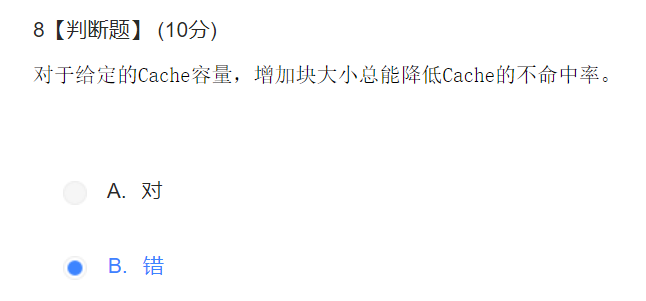 8【判断题】 (10分)
对于给定的Cache容量，增加块大小总能降低Cache的不命中率。
A. 对
B. 错